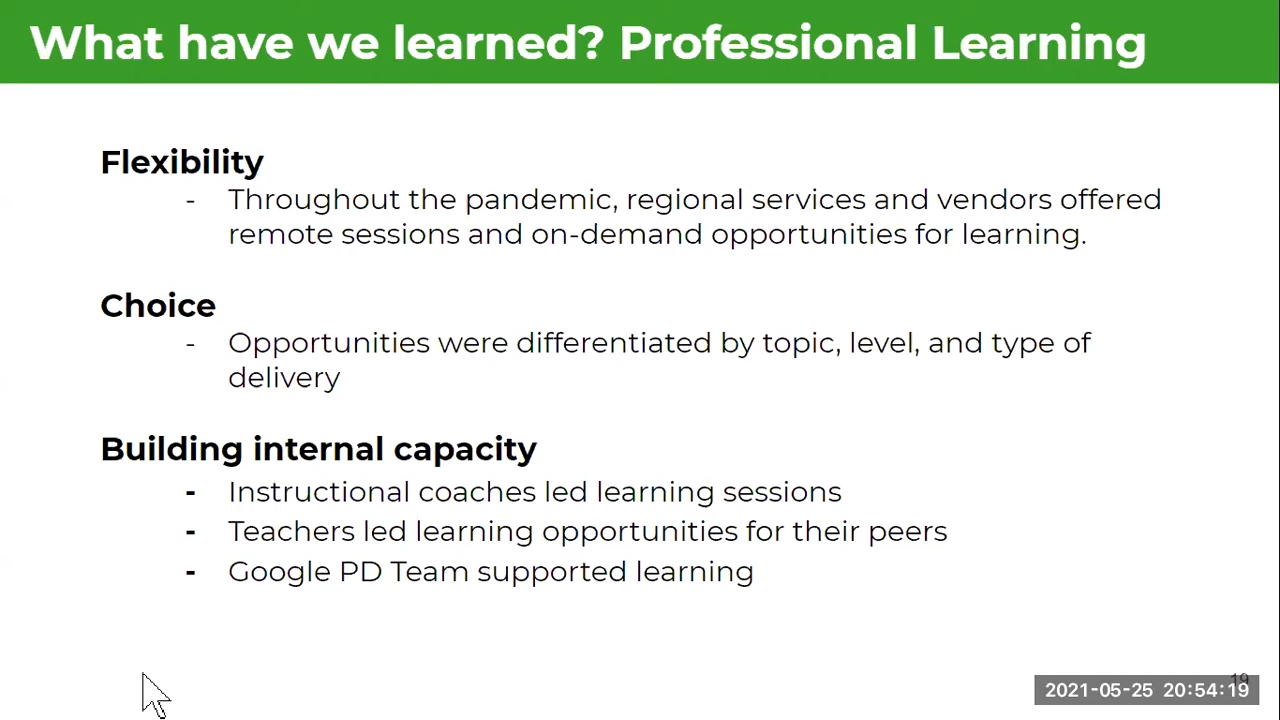 What have we learned? Professional Learning
Flexibility
- Throughout the pandemic, regional services and vendors offered
remote sessions and on-demand opportunities for learning.
Choice
- Opportunities were differentiated by topic, level, and type of
delivery
Building internal capacity
- Instructional coaches led learning sessions
- Teachers led learning opportunities for their peers
- Google PD Team supported learning
19
2021-05-25 20:54:19